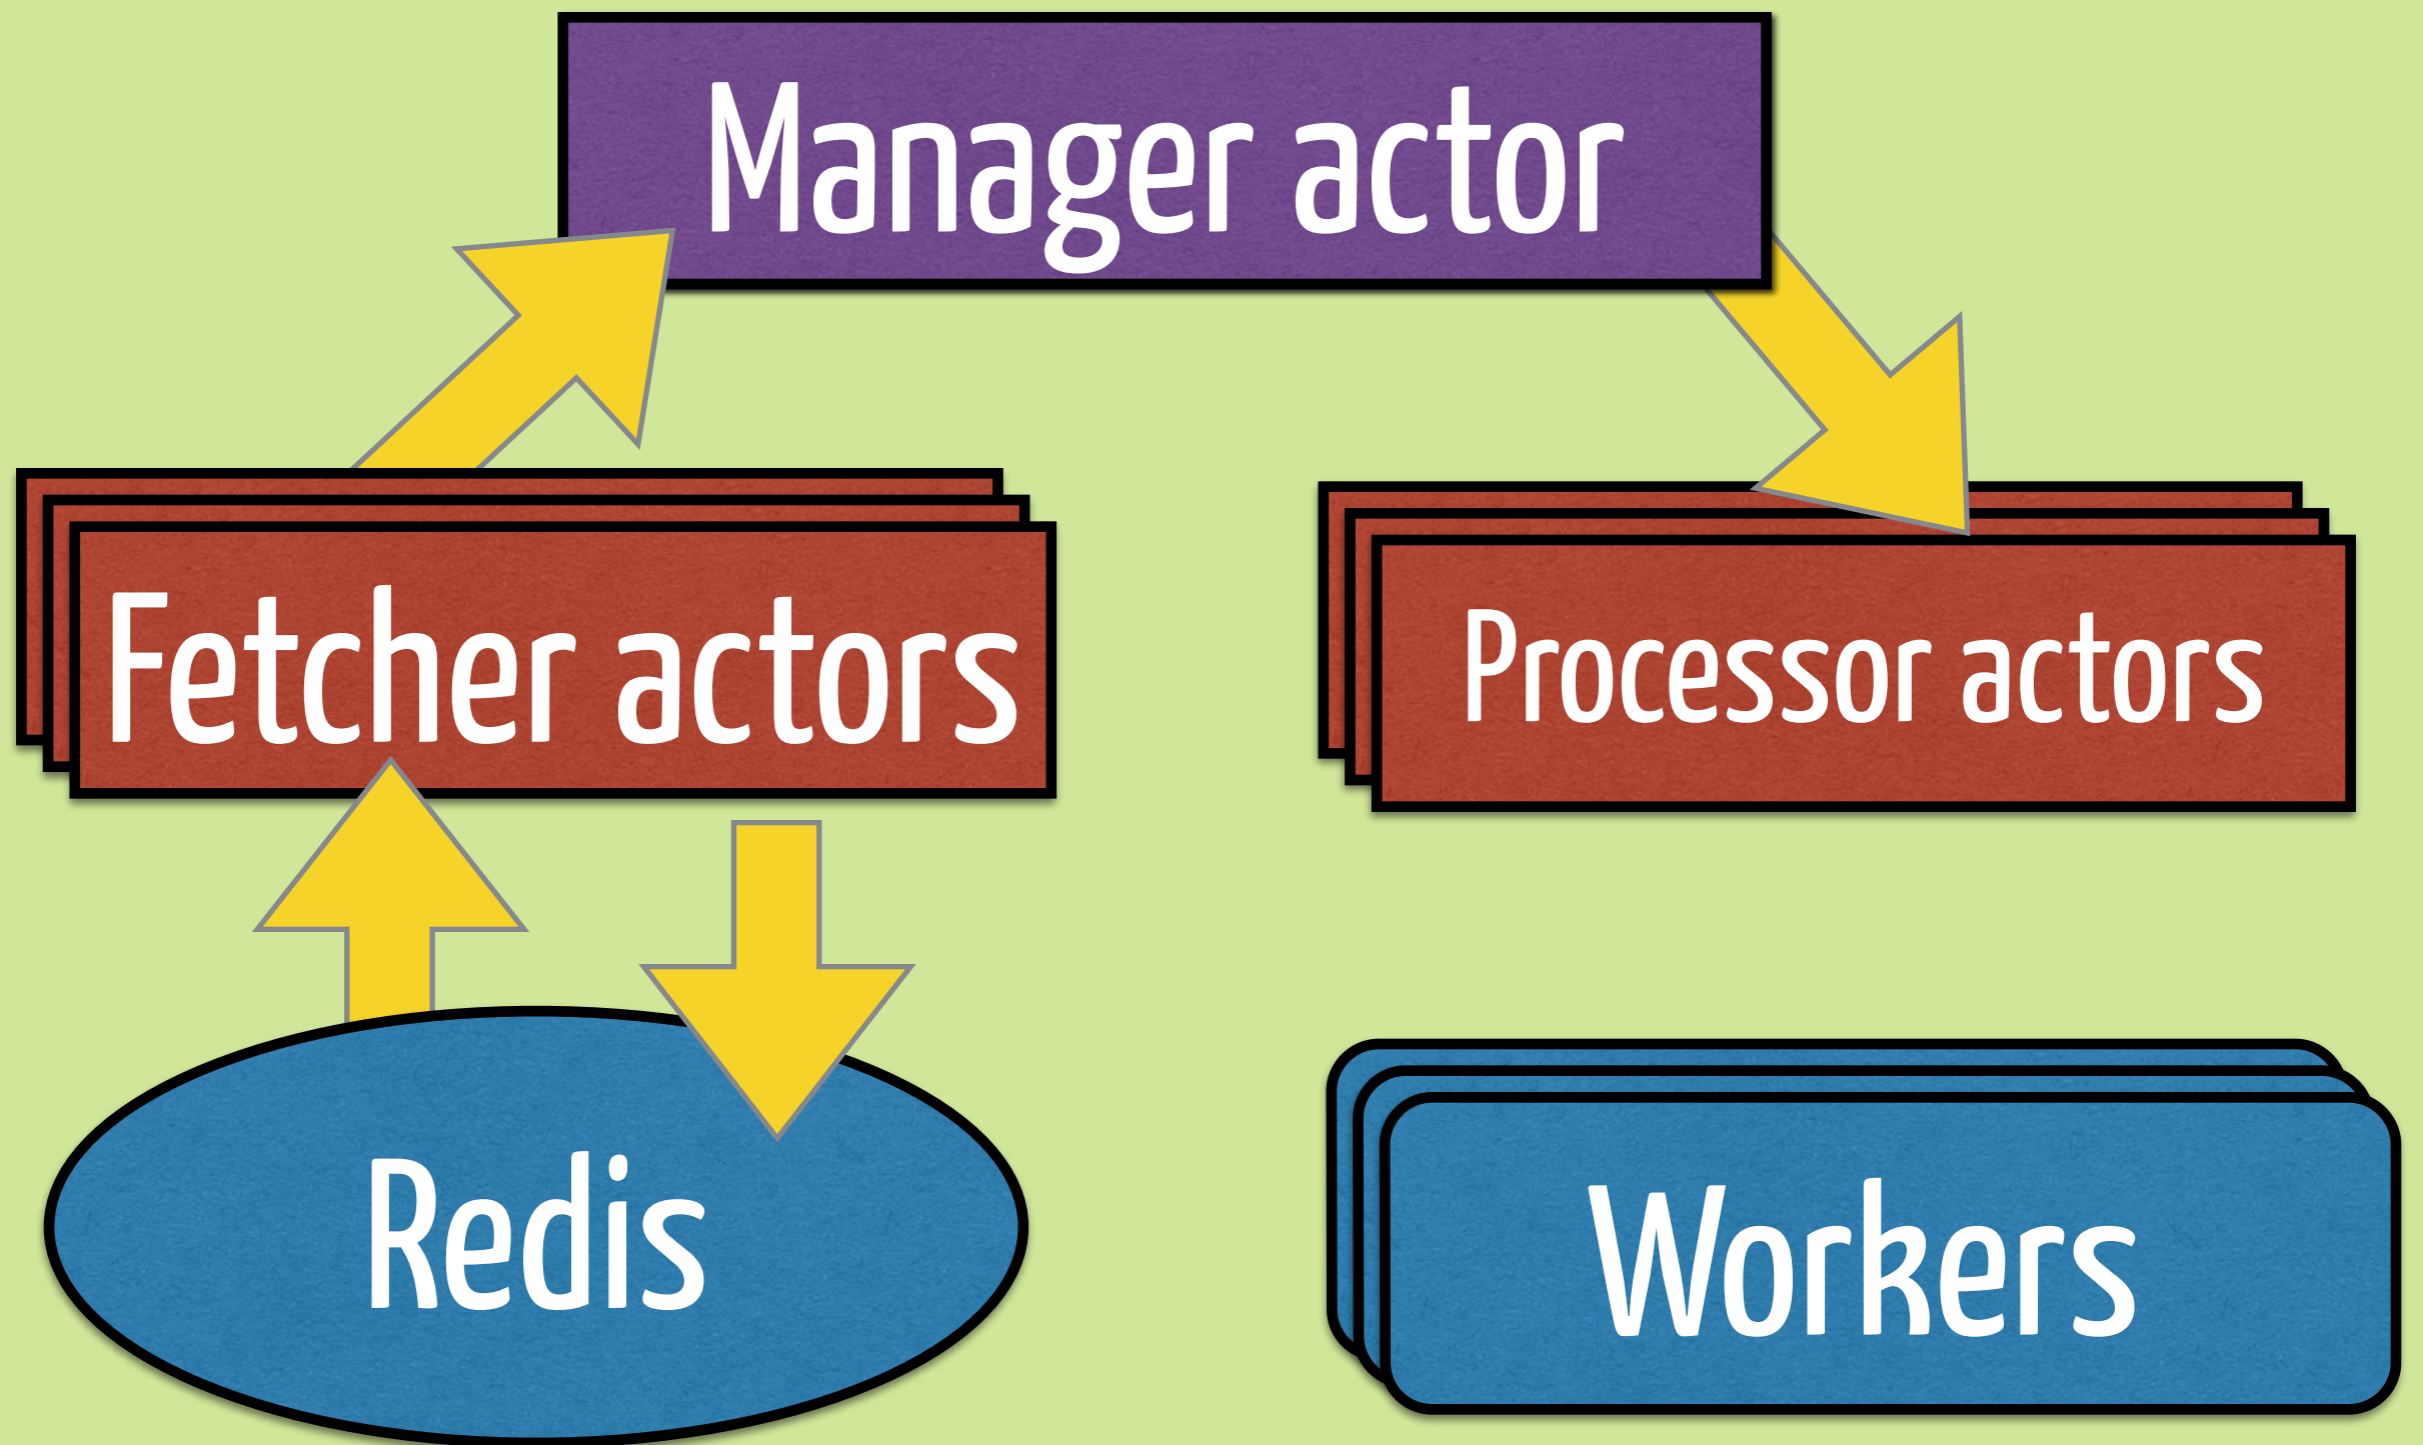 Manager actor
Fetcher actors
Processor actors
Redis
Workers